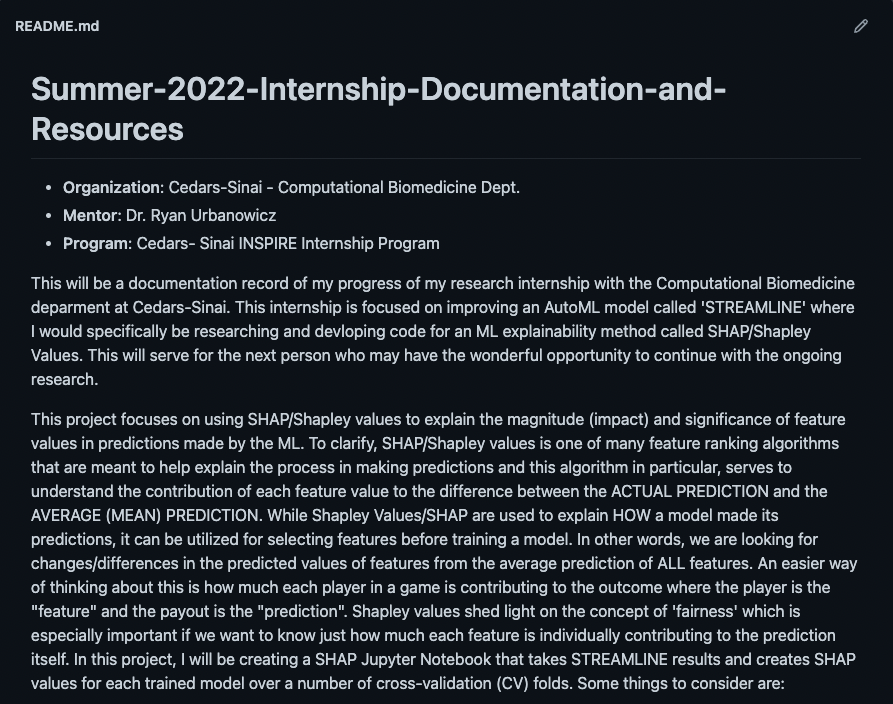 README.md
Summer-2022-Internship-Documentation-and-
Resources
• Organization: Cedars-Sinai - Computational Biomedicine Dept.
• Mentor: Dr. Ryan Urbanowicz
• Program: Cedars- Sinai INSPIRE Internship Program
This will be a documentation record of my progress of my research internship with the Computational Biomedicine
deparment at Cedars-Sinai. This internship is focused on improving an AutoML model called 'STREAMLINE' where
I would specifically be researching and devloping code for an ML explainability method called SHAP/Shapley
Values. This will serve for the next person who may have the wonderful opportunity to continue with the ongoing
research.
This project focuses on using SHAP/Shapley values to explain the magnitude (impact) and significance of feature
values in predictions made by the ML. To clarify, SHAP/Shapley values is one of many feature ranking algorithms
that are meant to help explain the process in making predictions and this algorithm in particular, serves to
understand the contribution of each feature value to the difference between the ACTUAL PREDICTION and the
AVERAGE (MEAN) PREDICTION. While Shapley Values/SHAP are used to explain HOW a model made its
predictions, it can be utilized for selecting features before training a model. In other words, we are looking for
changes/differences in the predicted values of features from the average prediction of ALL features. An easier way
of thinking about this is how much each player in a game is contributing to the outcome where the player is the
"feature" and the payout is the "prediction". Shapley values shed light on the concept of 'fairness' which is
especially important if we want to know just how much each feature is individually contributing to the prediction
itself. In this project, I will be creating a SHAP Jupyter Notebook that takes STREAMLINE results and creates SHAP
values for each trained model over a number of cross-validation (CV) folds. Some things to consider are: